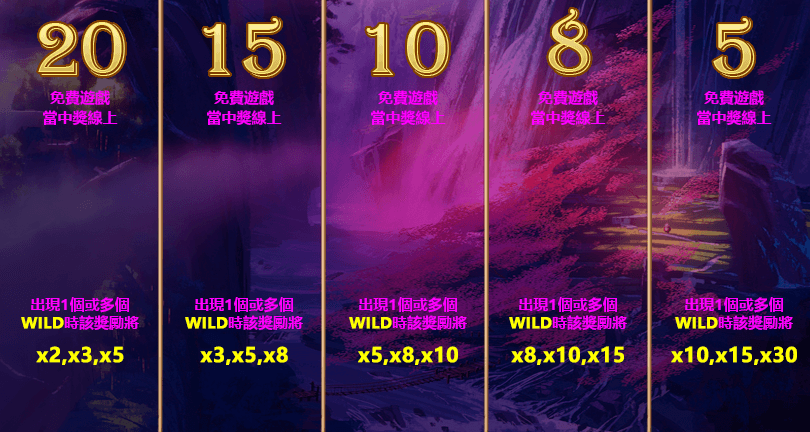 20
免費遊戲
當中獎線上
出現1個或多個
WILD時該獎勵將
x2,x3,x5
15
免費遊戲
當中獎線上
出現1個或多個
WILD時該獎勵將
x3,x5,x8
10
免費遊戲
當中獎線上
出現1個或多個
WILD時該獎勵將
x5,x8,x10
8
免費遊戲
當中獎線上
出現1個或多個
WILD時該獎勵將
x8,x10,x15
5
免費遊戲
當中獎線上
出現1個或多個
WILD時該獎勵將
x10,x15,x30